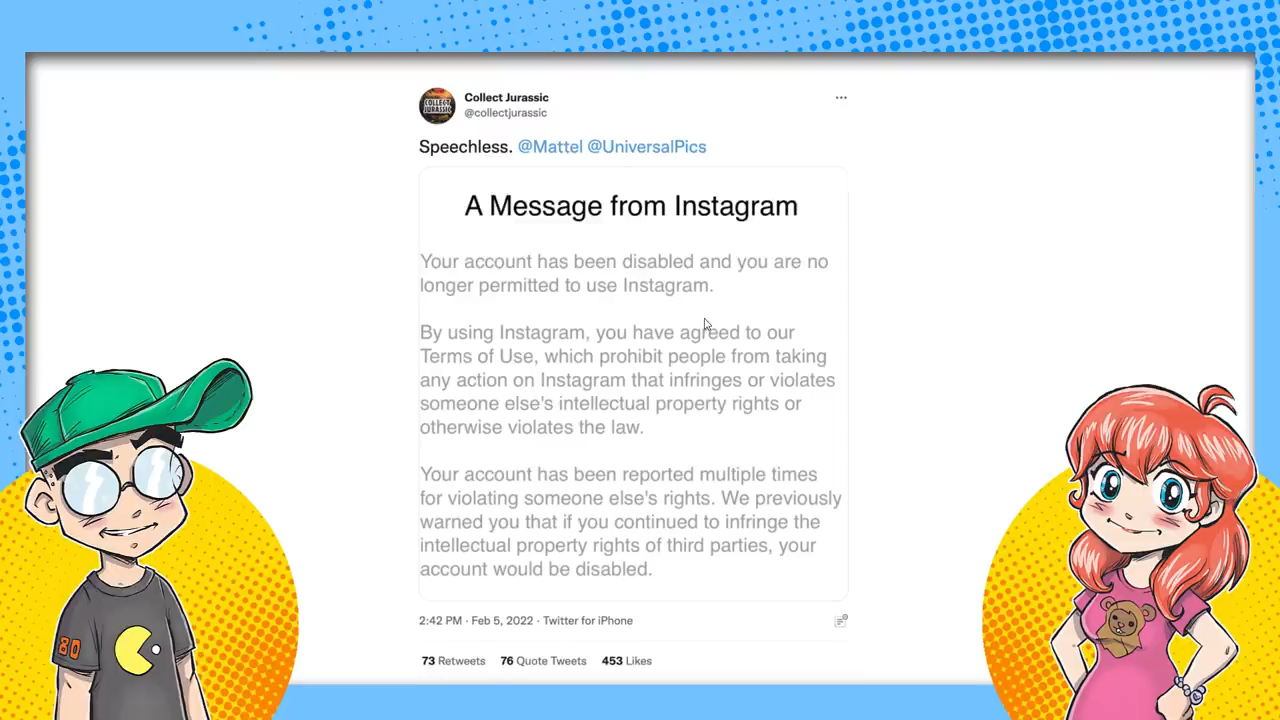 COLLECT
JURASSIC
Collect Jurassic
@collectjurassic
Speechless. @Mattel @UniversalPics
A Message from Instagram
Your account has been disabled and you are no
longer permitted to use Instagram.
By using Instagram, you have agreed to our
Terms of Use, which prohibit people from taking
any action on Instagram that infringes or violates
someone else's intellectual property rights or
otherwise violates the law.
Your account has been reported multiple times
for violating someone else's rights. We previously
warned you that if you continued to infringe the
intellectual property rights of third parties, your
account would be disabled.
2:42 PM · Feb 5, 2022 · Twitter for iPhone
73 Retweets 76 Quote Tweets 453 Likes
80